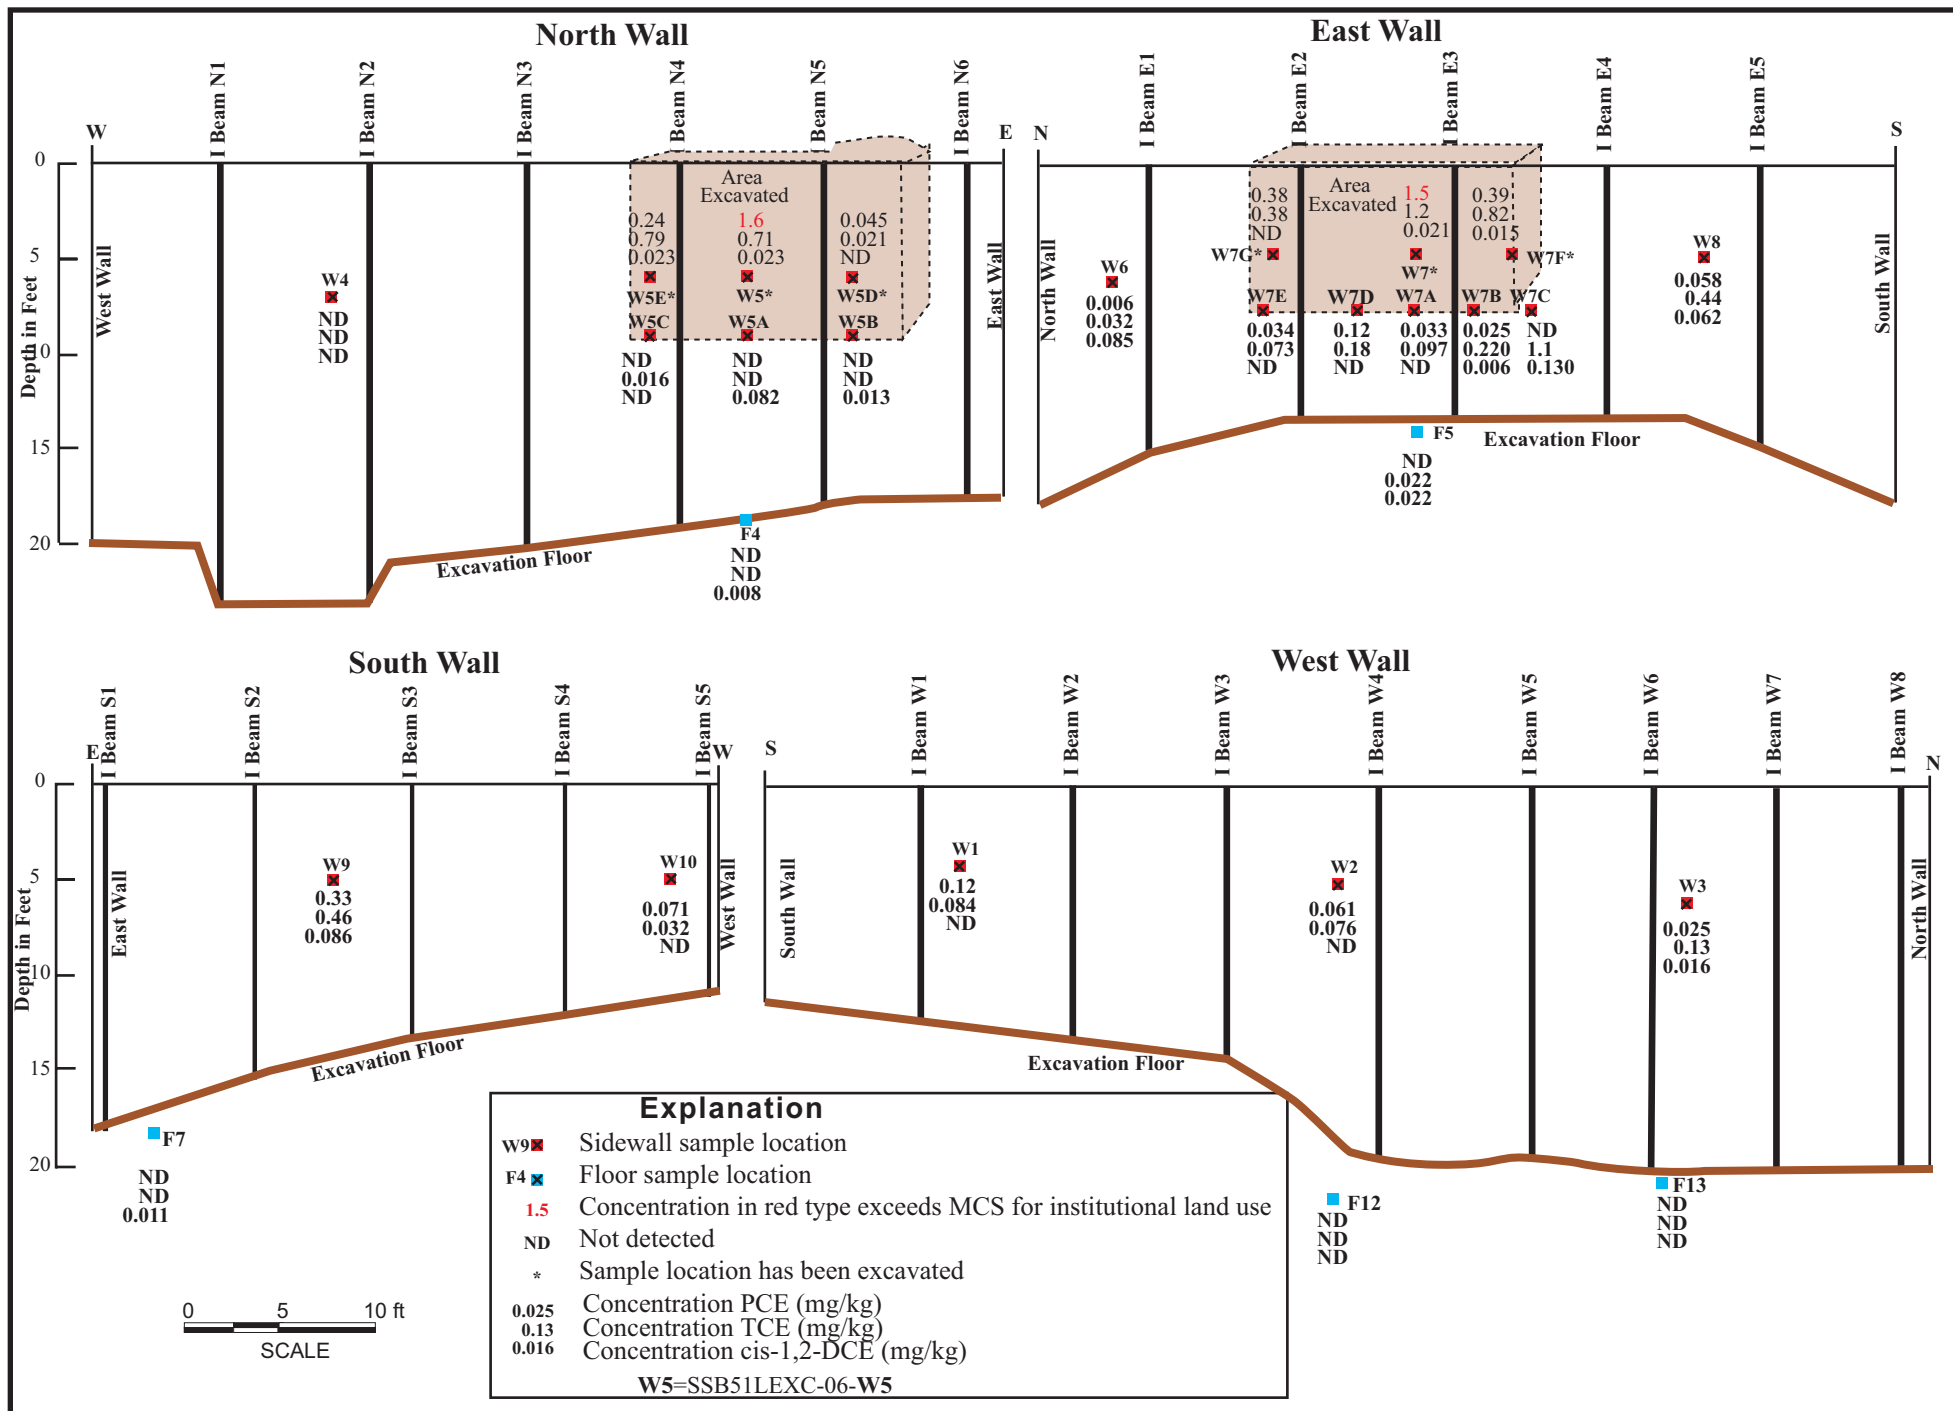 North Wall
East Wall
I Beam N1
I Beam N2
I Beam N3
I Beam N4
I Beam N5
I Beam N6
I Beam E1
I Beam E2
I Beam E3
I Beam E4
I Beam E5
W
E
N
S
0
5
10
15
20
Depth in Feet
West Wall
East Wall
North Wall
South Wall
W4
ND
ND
ND
Area
Excavated
0.24
0.79
0.023
W5E*
1.6
0.71
0.023
W5*
0.045
0.021
ND
W5D*
W5C
ND
0.016
ND
W5A
ND
ND
0.082
W5B
ND
ND
0.013
F4
ND
ND
0.008
Excavation Floor
W6
0.006
0.032
0.085
Area
Excavated
0.38
0.38
ND
W7G*
1.5
1.2
0.021
W7*
0.39
0.82
0.015
W7F*
W7E
0.034
0.073
ND
W7D
0.12
0.18
ND
W7A
0.033
0.097
ND
W7B
0.025
0.220
0.006
W7C
ND
1.1
0.130
W8
0.058
0.44
0.062
F5
ND
0.022
0.022
Excavation Floor
South Wall
West Wall
I Beam S1
I Beam S2
I Beam S3
I Beam S4
I Beam S5
I Beam W1
I Beam W2
I Beam W3
I Beam W4
I Beam W5
I Beam W6
I Beam W7
I Beam W8
E
W
S
N
0
5
10
15
20
Depth in Feet
East Wall
West Wall
South Wall
North Wall
W9
0.33
0.46
0.086
W10
0.071
0.032
ND
Excavation Floor
F7
ND
ND
0.011
W1
0.12
0.084
ND
W2
0.061
0.076
ND
W3
0.025
0.13
0.016
Excavation Floor
F12
ND
ND
ND
F13
ND
ND
ND
Explanation
W9 Sidewall sample location
F4 Floor sample location
1.5 Concentration in red type exceeds MCS for institutional land use
ND Not detected
* Sample location has been excavated
0.025 Concentration PCE (mg/kg)
0.13 Concentration TCE (mg/kg)
0.016 Concentration cis-1,2-DCE (mg/kg)
W5=SSB51LEXC-06-W5
0 5 10 ft
SCALE